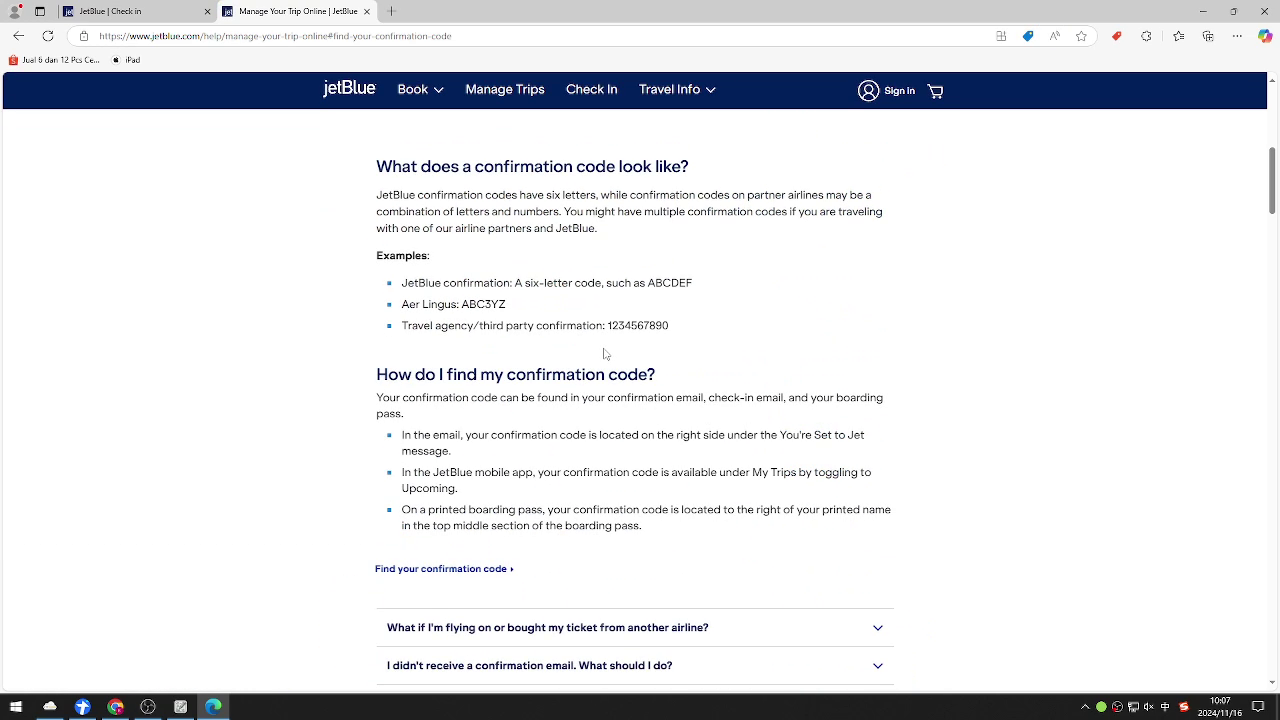 JetBlue | Check in
Manage Your Trip Online | JetBlue
https://www.jetblue.com/help/manage-your-trip-online#find-your-confirmation-code
Jual 6 dari 12 Pcs Ce...
iPad
jetBlue
Book
Manage Trips
Check In
Travel Info
Sign in
What does a confirmation code look like?
JetBlue confirmation codes have six letters, while confirmation codes on partner airlines may be a
combination of letters and numbers. You might have multiple confirmation codes if you are traveling
with one of our airline partners and JetBlue.
Examples:
JetBlue confirmation: A six-letter code, such as ABCDEF
Aer Lingus: ABC3YZ
Travel agency/third party confirmation: 1234567890
How do I find my confirmation code?
Your confirmation code can be found in your confirmation email, check-in email, and your boarding
pass.
In the email, your confirmation code is located on the right side under the You're Set to Jet
message.
In the JetBlue mobile app, your confirmation code is available under My Trips by toggling to
Upcoming.
On a printed boarding pass, your confirmation code is located to the right of your printed name
in the top middle section of the boarding pass.
Find your confirmation code
What if I'm flying on or bought my ticket from another airline?
I didn't receive a confirmation email. What should I do?
中
10:07
2024/11/16